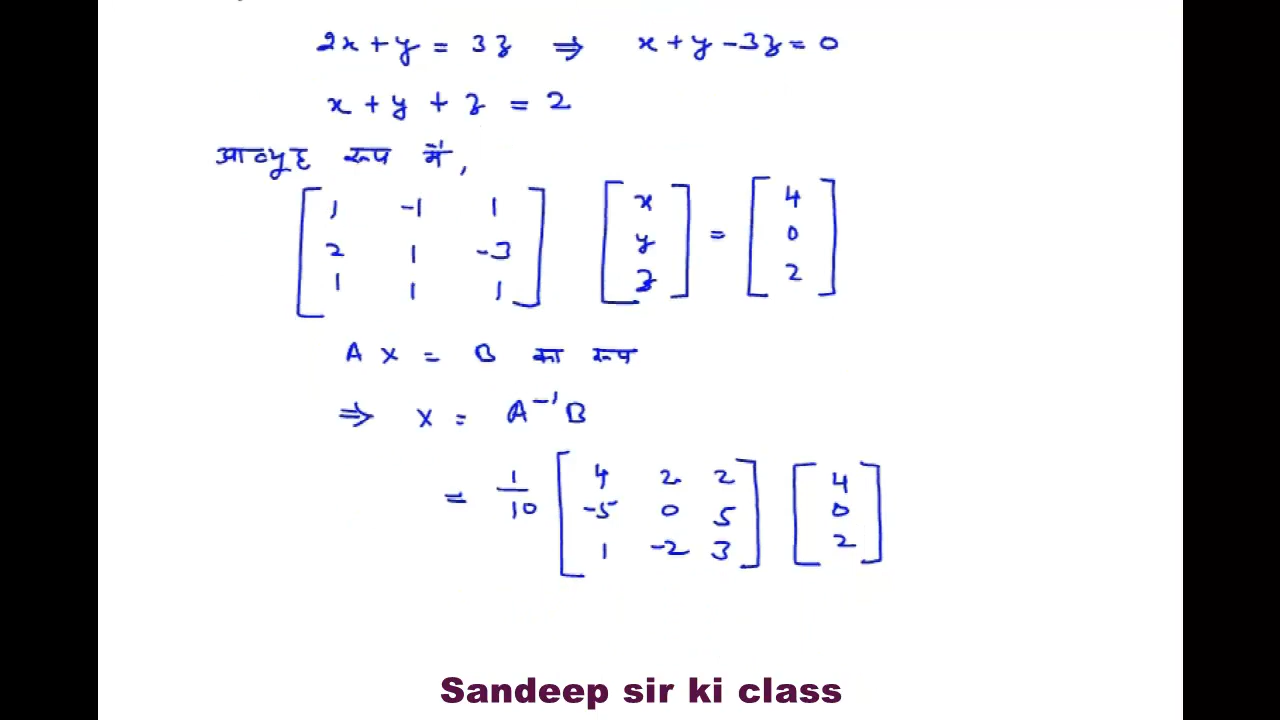 2x + y = 3z ⇒ x + y - 3z = 0
x + y + z = 2
आव्यूह रूप में,
[ 1 -1 1 ] [ x ] = [ 4 ]
[ 2 1 -3 ] [ y ] [ 0 ]
[ 1 1 1 ] [ z ] [ 2 ]
A X = B का रूप
⇒ X = A⁻¹B
= 1/10 [ 4 2 2 ] [ 4 ]
[ -5 0 5 ] [ 0 ]
[ 1 -2 3 ] [ 2 ]
Sandeep sir ki class